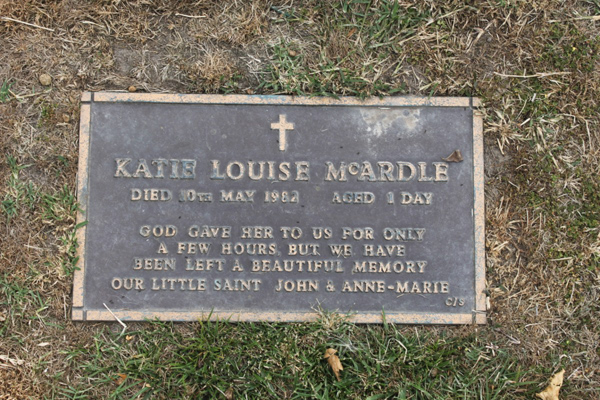 KATIE LOUISE McARDLE
DIED 10TH MAY 1982 AGED 1 DAY
GOD GAVE HER TO US FOR ONLY
A FEW HOURS BUT WE HAVE
BEEN LEFT A BEAUTIFUL MEMORY
OUR LITTLE SAINT JOHN & ANNE-MARIE
C/S